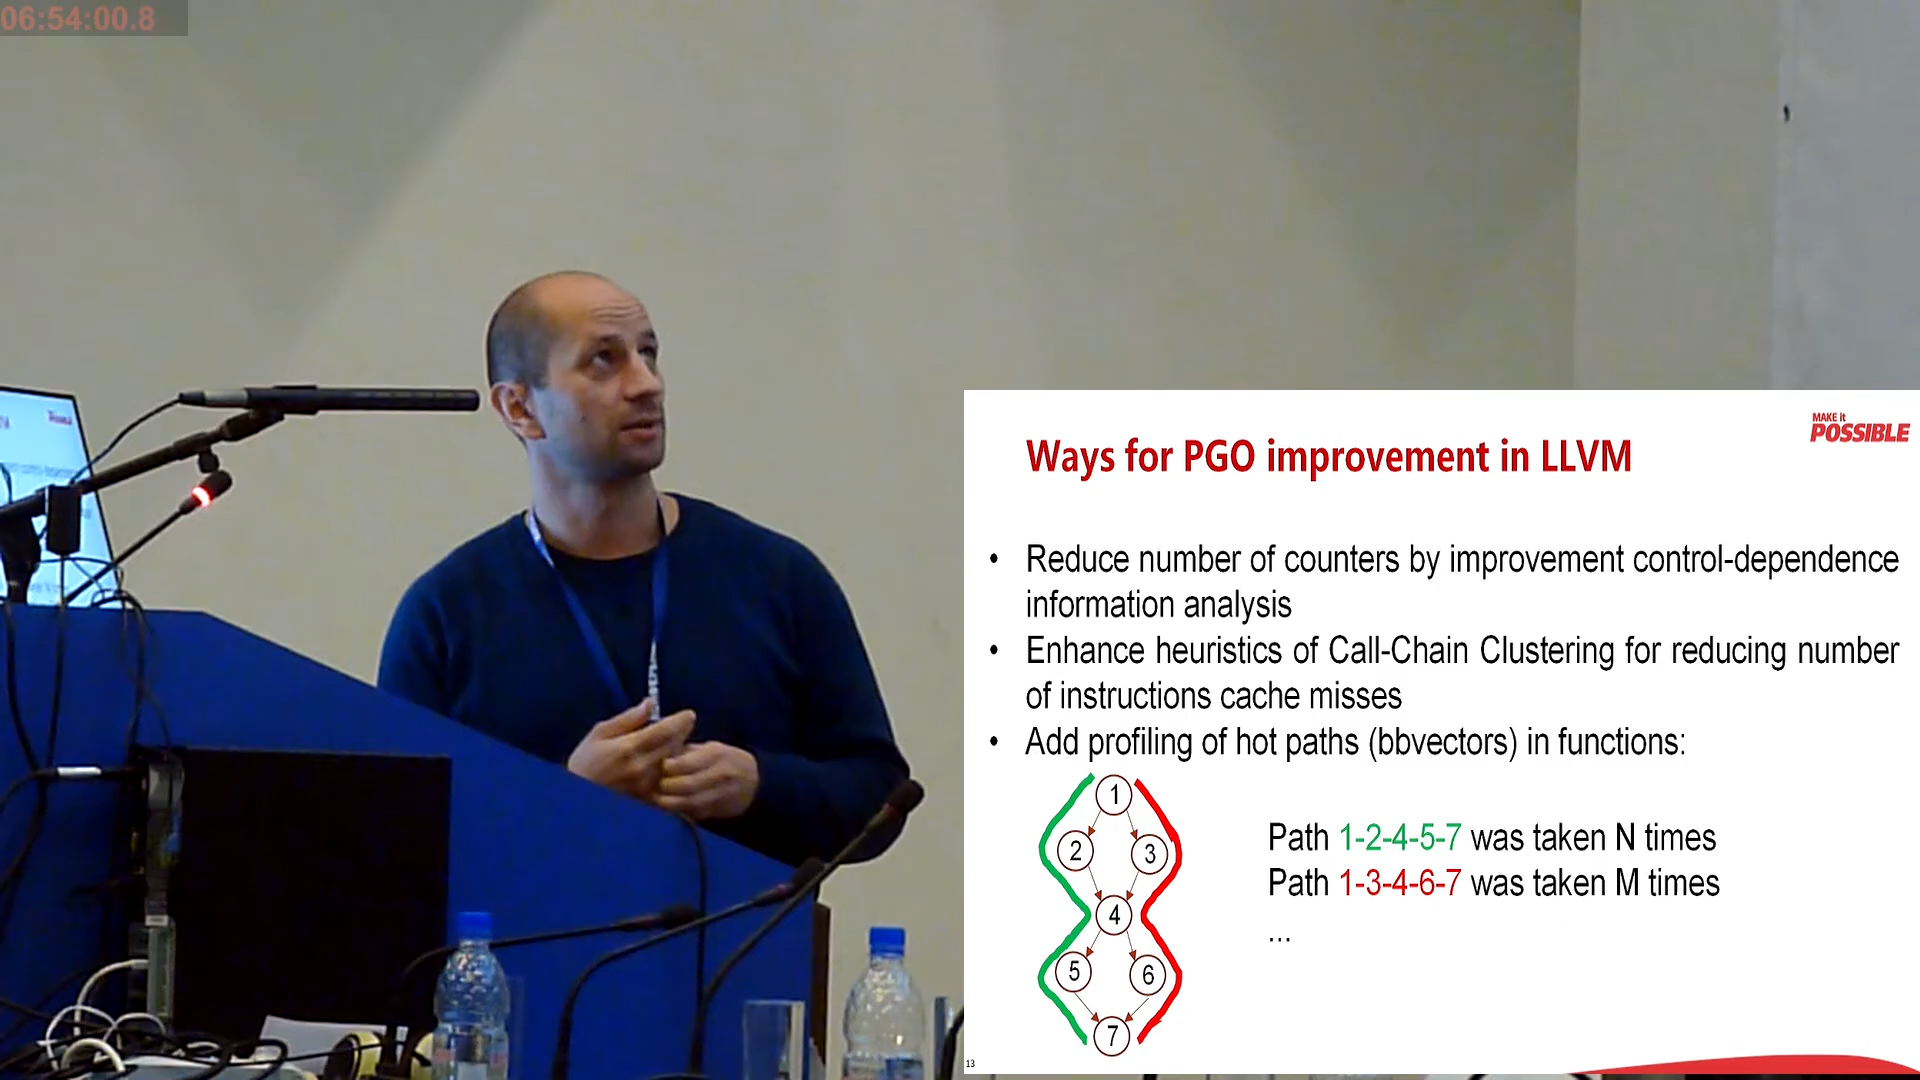 06:54:00.8
MAKE it
POSSIBLE
Ways for PGO improvement in LLVM
• Reduce number of counters by improvement control-dependence
information analysis
• Enhance heuristics of Call-Chain Clustering for reducing number
of instructions cache misses
• Add profiling of hot paths (bbvectors) in functions:
1
2
3
4
5
6
7
Path 1-2-4-5-7 was taken N times
Path 1-3-4-6-7 was taken M times
...
13